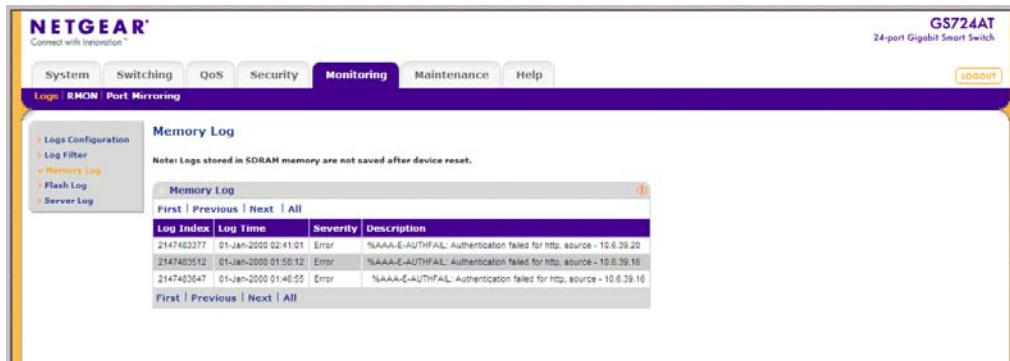 NETGEAR
Connect with Innovation™
GS724AT
24-port Gigabit Smart Switch
System Switching QoS Security Monitoring Maintenance Help
LOGOUT
Logs | RMON | Port Mirroring
Logs Configuration
Log Filter
Memory Log
Flash Log
Server Log
Memory Log
Note: Logs stored in SDRAM memory are not saved after device reset.
Memory Log
First | Previous | Next | All
Log Index Log Time Severity Description
2147483377 01-Jan-2000 02:41:01 Error %AAA-E-AUTHFAIL: Authentication failed for http, source - 10.6.39.20
2147483512 01-Jan-2000 01:50:12 Error %AAA-E-AUTHFAIL: Authentication failed for http, source - 10.6.39.16
2147483647 01-Jan-2000 01:46:55 Error %AAA-E-AUTHFAIL: Authentication failed for http, source - 10.6.39.16
First | Previous | Next | All